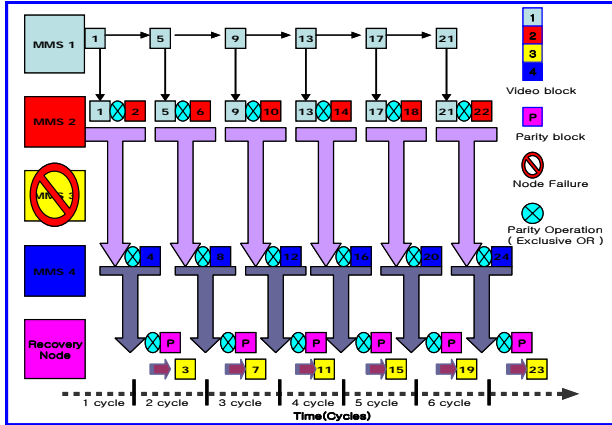 MMS 1
1
5
9
13
17
21
1
2
3
4
Video block
P
Parity block
Node Failure
Parity Operation
( Exclusive OR )
MMS 2
1 2
5 6
9 10
13 14
17 18
21 22
MMS 3
MMS 4
4
8
12
16
20
24
Recovery
Node
P
P
P
P
P
P
3
7
11
15
19
23
1 cycle
2 cycle
3 cycle
4 cycle
5 cycle
6 cycle
Time(Cycles)